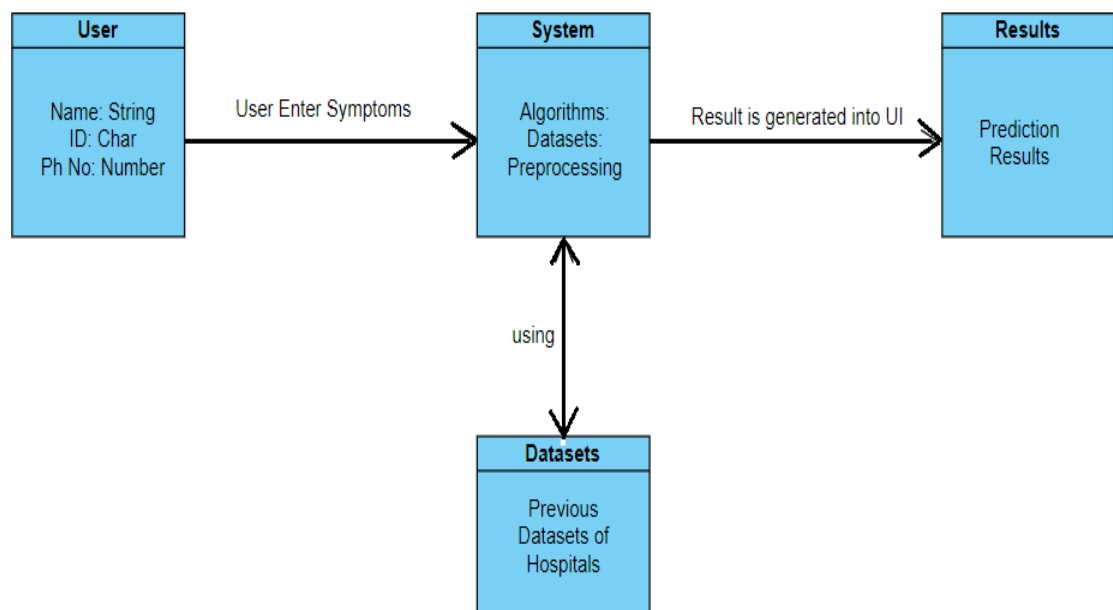 User
Name: String
ID: Char
Ph No: Number
User Enter Symptoms
System
Algorithms:
Datasets:
Preprocessing
Result is generated into UI
Results
Prediction
Results
using
Datasets
Previous
Datasets of
Hospitals